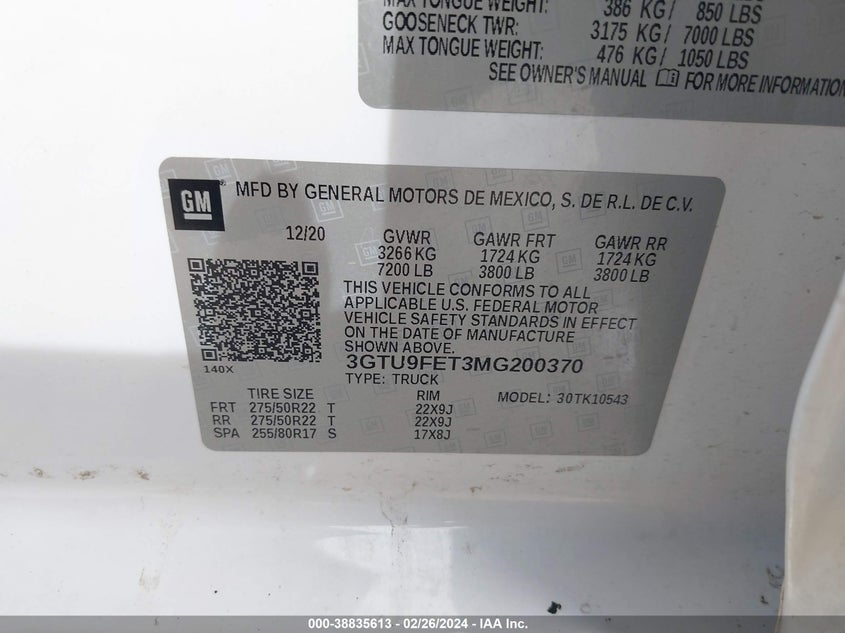 MAX TONGUE WEIGHT: 386 KG/ 850 LBS
GOOSENECK TWR: 3175 KG/ 7000 LBS
MAX TONGUE WEIGHT: 476 KG/ 1050 LBS
SEE OWNER'S MANUAL FOR MORE INFORMATION
GM MFD BY GENERAL MOTORS DE MEXICO, S. DE R.L. DE C.V.
12/20 GVWR GAWR FRT GAWR RR
3266 KG 1724 KG 1724 KG
7200 LB 3800 LB 3800 LB
THIS VEHICLE CONFORMS TO ALL
APPLICABLE U.S. FEDERAL MOTOR
VEHICLE SAFETY STANDARDS IN EFFECT
ON THE DATE OF MANUFACTURE
SHOWN ABOVE.
140X 3GTU9FET3MG200370
TYPE: TRUCK
TIRE SIZE RIM MODEL: 30TK10543
FRT 275/50R22 T 22X9J
RR 275/50R22 T 22X9J
SPA 255/80R17 S 17X8J
000-38835613 - 02/26/2024 - IAA Inc.